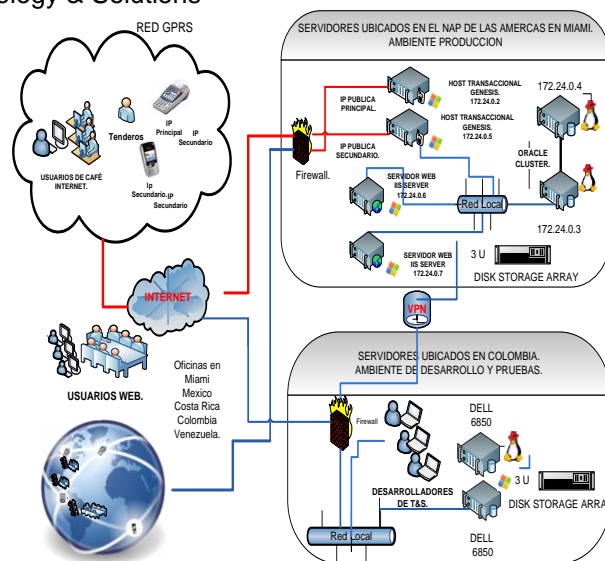 ology & Solutions
RED GPRS
Tenderos
IP
Principal
IP
Secundario
USUARIOS DE CAFÉ
INTERNET.
Ip
Secundario.
IP
Secundario
INTERNET
USUARIOS WEB.
Oficinas en
Miami
Mexico
Costa Rica
Colombia
Venezuela.
SERVIDORES UBICADOS EN EL NAP DE LAS AMERCAS EN MIAMI.
AMBIENTE PRODUCCION
IP PUBLICA
PRINCIPAL.
HOST TRANSACCIONAL
GENESIS.
172.24.0.2
172.24.0.4
IP PUBLICA
SECUNDARIO.
HOST TRANSACCIONAL
GENESIS.
172.24.0.5
ORACLE
CLUSTER.
Firewall.
SERVIDOR WEB
IIS SERVER
172.24.0.6
Red Local
172.24.0.3
SERVIDOR WEB
IIS SERVER
172.24.0.7
3 U
DISK STORAGE ARRAY
VPN
SERVIDORES UBICADOS EN COLOMBIA.
AMBIENTE DE DESARROLLO Y PRUEBAS.
Firewall
DELL
6850
3 U
DESARROLLADORES
DE T&S.
DISK STORAGE ARRA
Red Local
DELL
6850